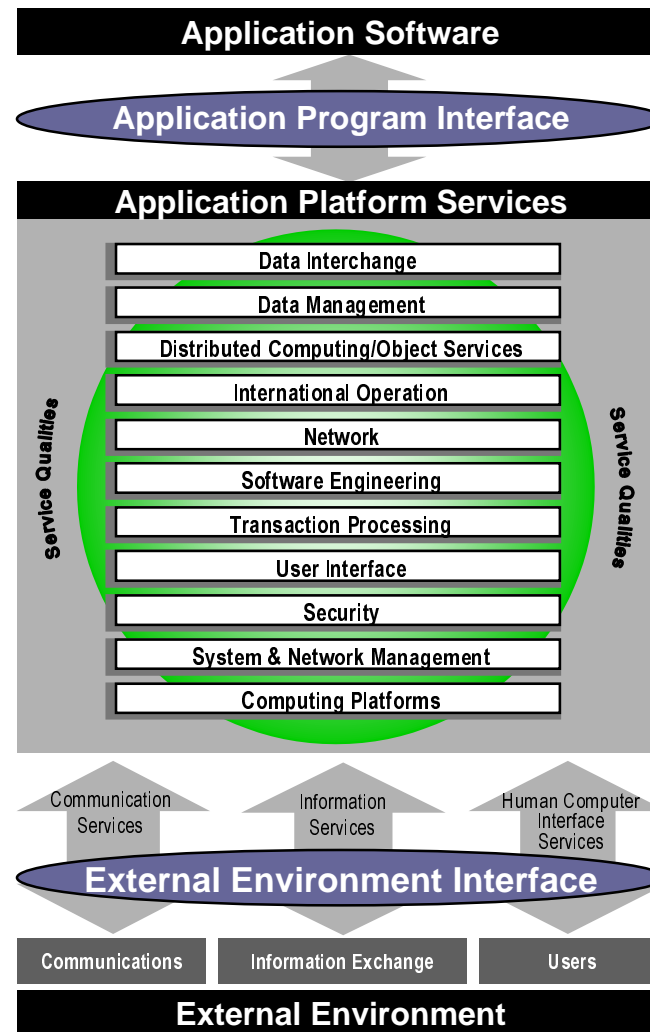 Application Software
Application Program Interface
Application Platform Services
Data Interchange
Data Management
Distributed Computing/Object Services
International Operation
Network
Software Engineering
Transaction Processing
User Interface
Security
System & Network Management
Computing Platforms
Service Qualities
Service Qualities
Communication
Services
Information
Services
Human Computer
Interface
Services
External Environment Interface
Communications
Information Exchange
Users
External Environment